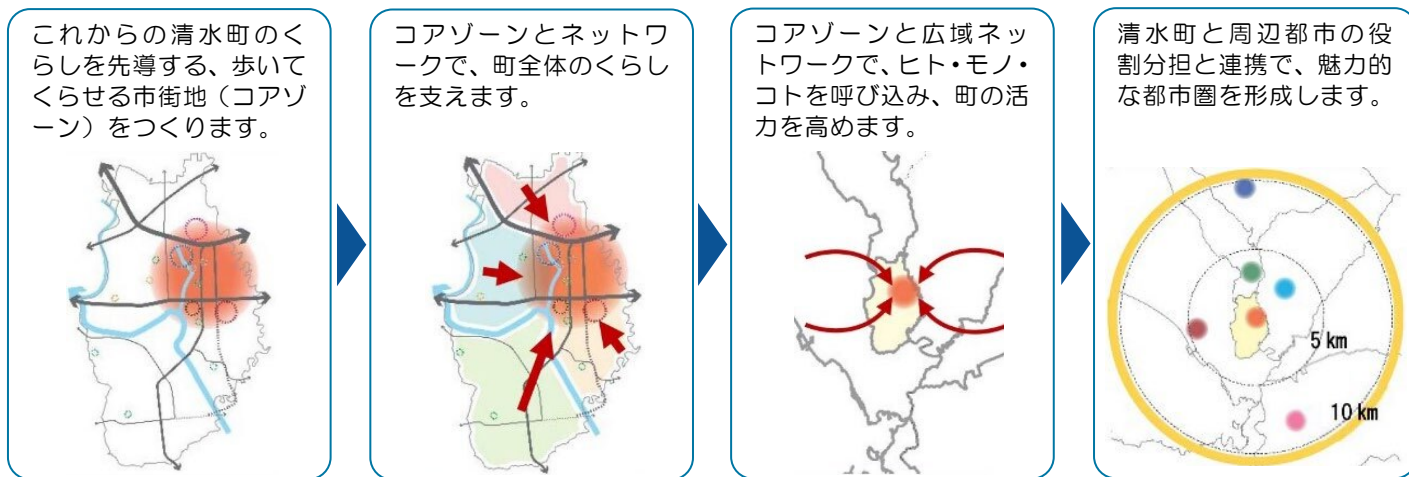 これからの清水町のく
らしを先導する、歩いて
くらせる市街地（コアゾ
ーン）をつくります。
コアゾーンとネットワ
ークで、町全体のくらし
を支えます。
コアゾーンと広域ネッ
トワークで、ヒト・モノ・
コトを呼び込み、町の活
力を高めます。
清水町と周辺都市の役
割分担と連携で、魅力的
な都市圏を形成します。
5km
10km